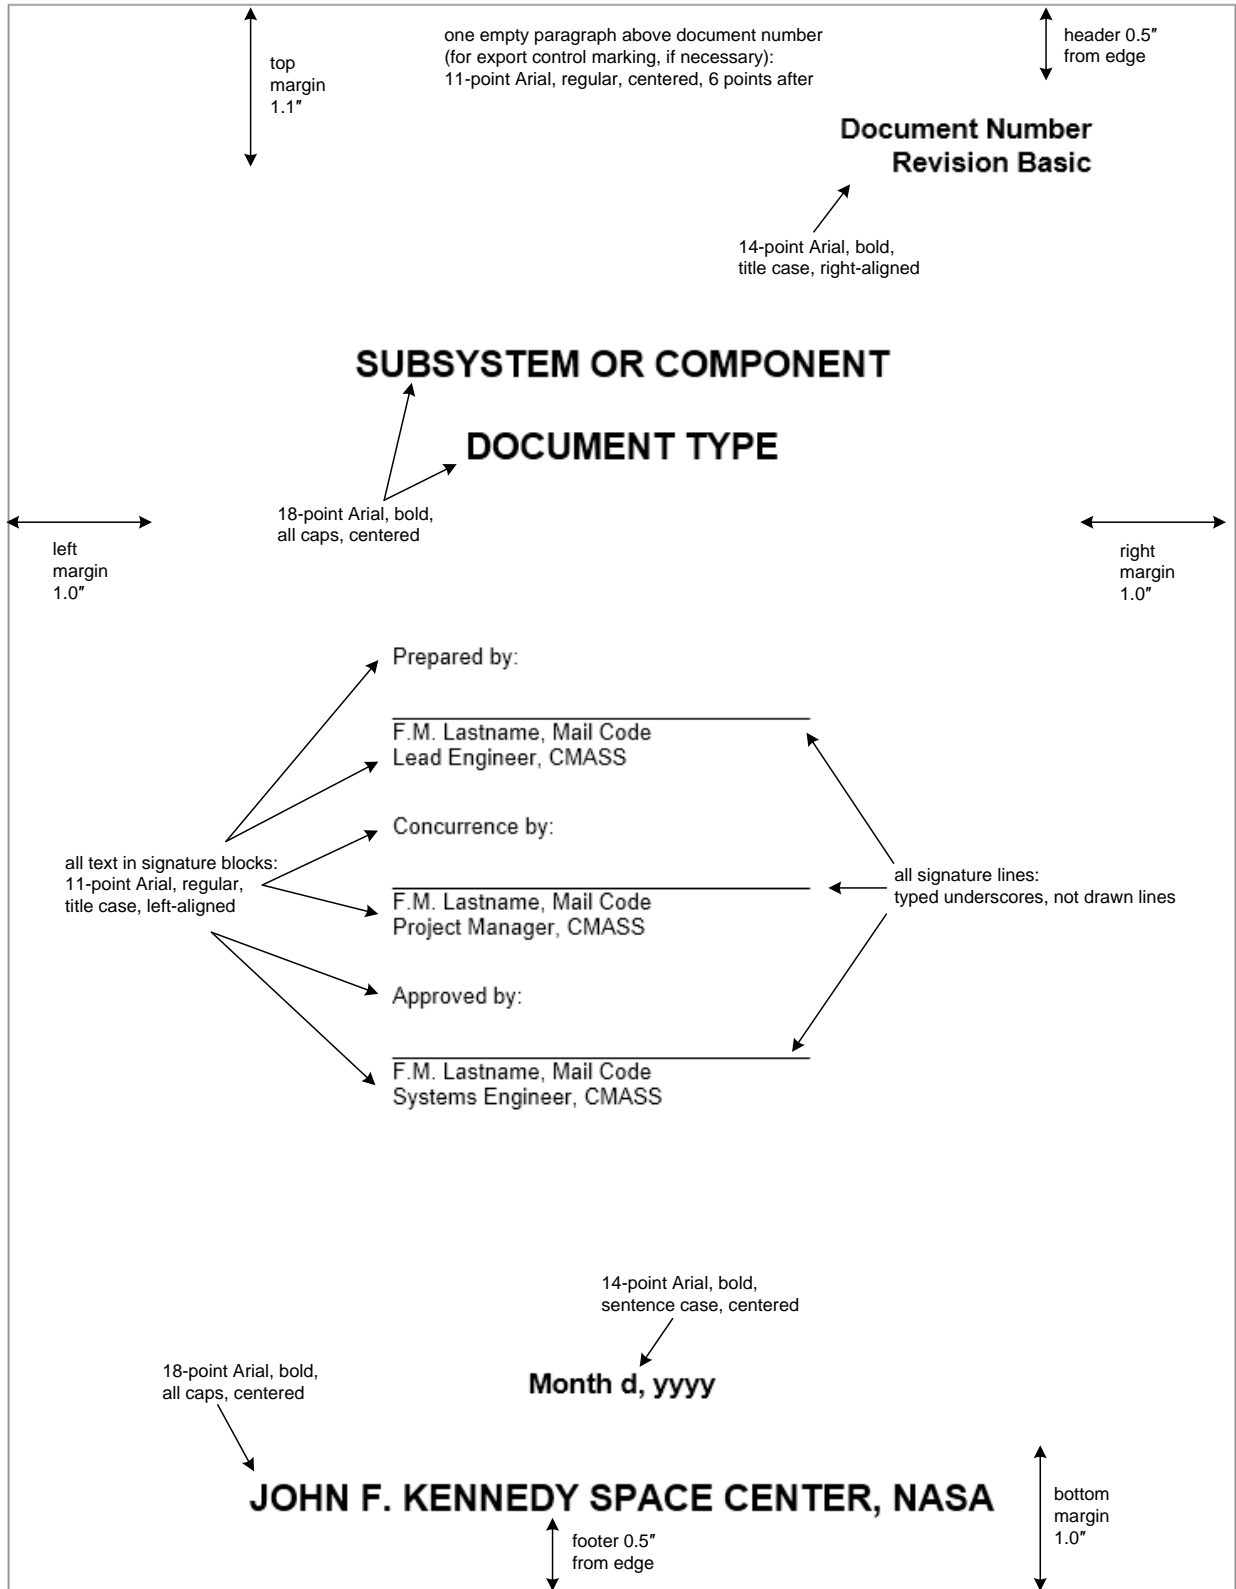 one empty paragraph above document number
(for export control marking, if necessary):
11-point Arial, regular, centered, 6 points after
header 0.5″
from edge
top
margin
1.1″
Document Number
Revision Basic
14-point Arial, bold,
title case, right-aligned
SUBSYSTEM OR COMPONENT
DOCUMENT TYPE
18-point Arial, bold,
all caps, centered
left
margin
1.0″
right
margin
1.0″
Prepared by:
F.M. Lastname, Mail Code
Lead Engineer, CMASS
Concurrence by:
all text in signature blocks:
11-point Arial, regular,
title case, left-aligned
all signature lines:
typed underscores, not drawn lines
F.M. Lastname, Mail Code
Project Manager, CMASS
Approved by:
F.M. Lastname, Mail Code
Systems Engineer, CMASS
14-point Arial, bold,
sentence case, centered
18-point Arial, bold,
all caps, centered
Month d, yyyy
JOHN F. KENNEDY SPACE CENTER, NASA
bottom
margin
1.0″
footer 0.5″
from edge